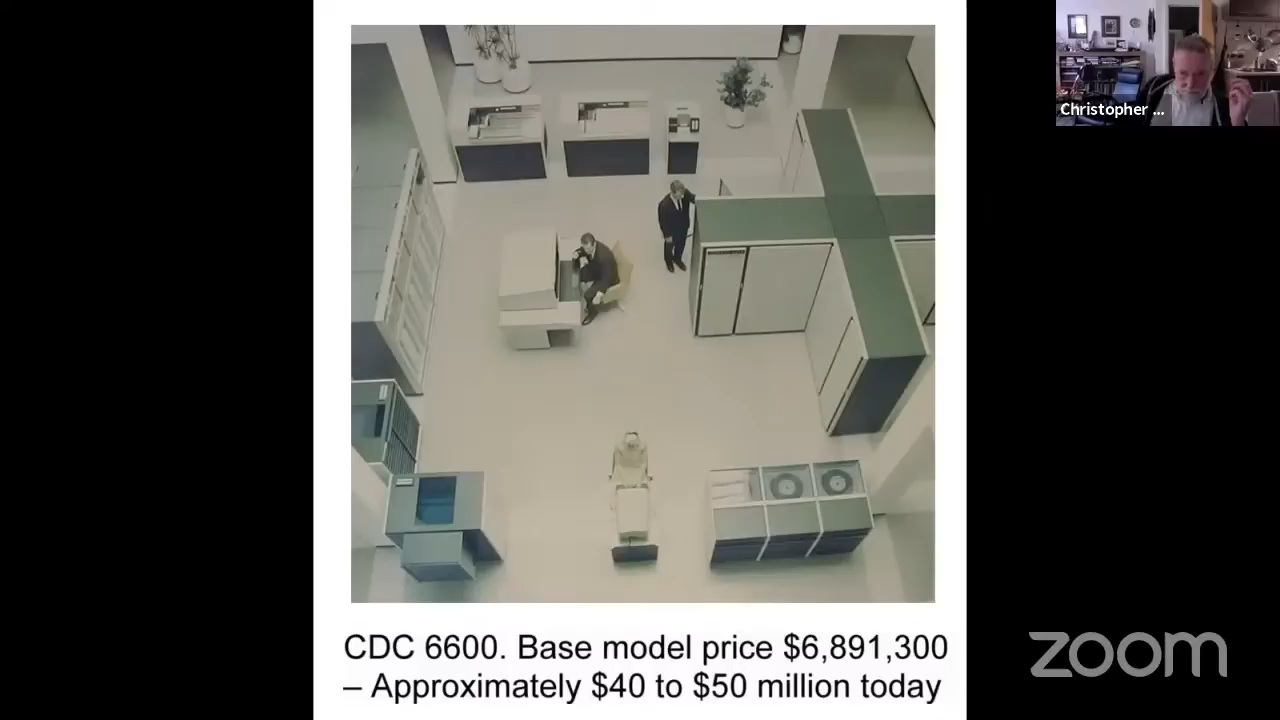 Christopher ...
CDC 6600. Base model price $6,891,300
– Approximately $40 to $50 million today
zoom